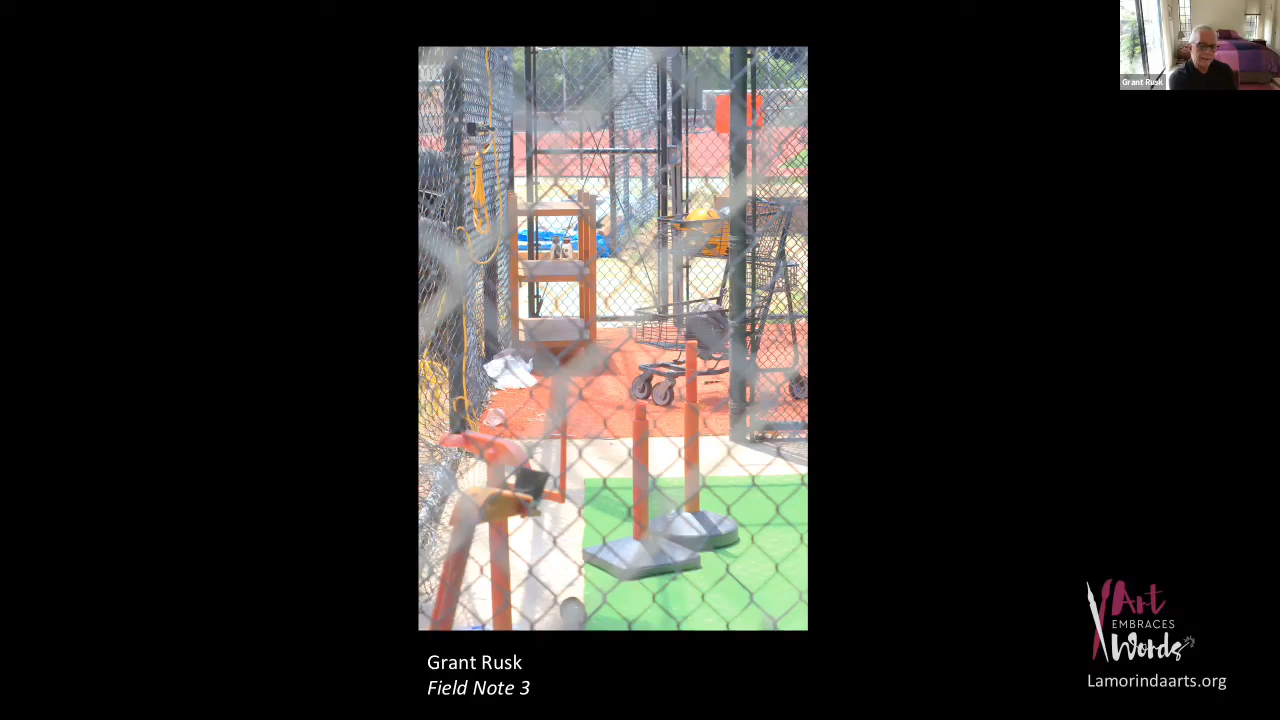 Grant Rusk
Grant Rusk
Field Note 3
Art
EMBRACES
Words
Lamorindaarts.org